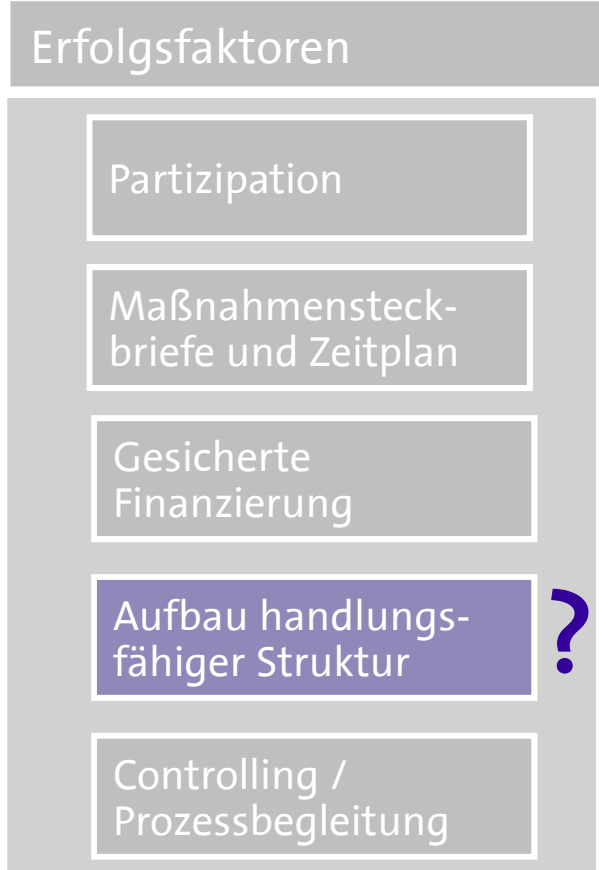 Erfolgsfaktoren
Partizipation
Maßnahmensteck-
briefe und Zeitplan
Gesicherte
Finanzierung
Aufbau handlungs-
fähiger Struktur
?
Controlling /
Prozessbegleitung